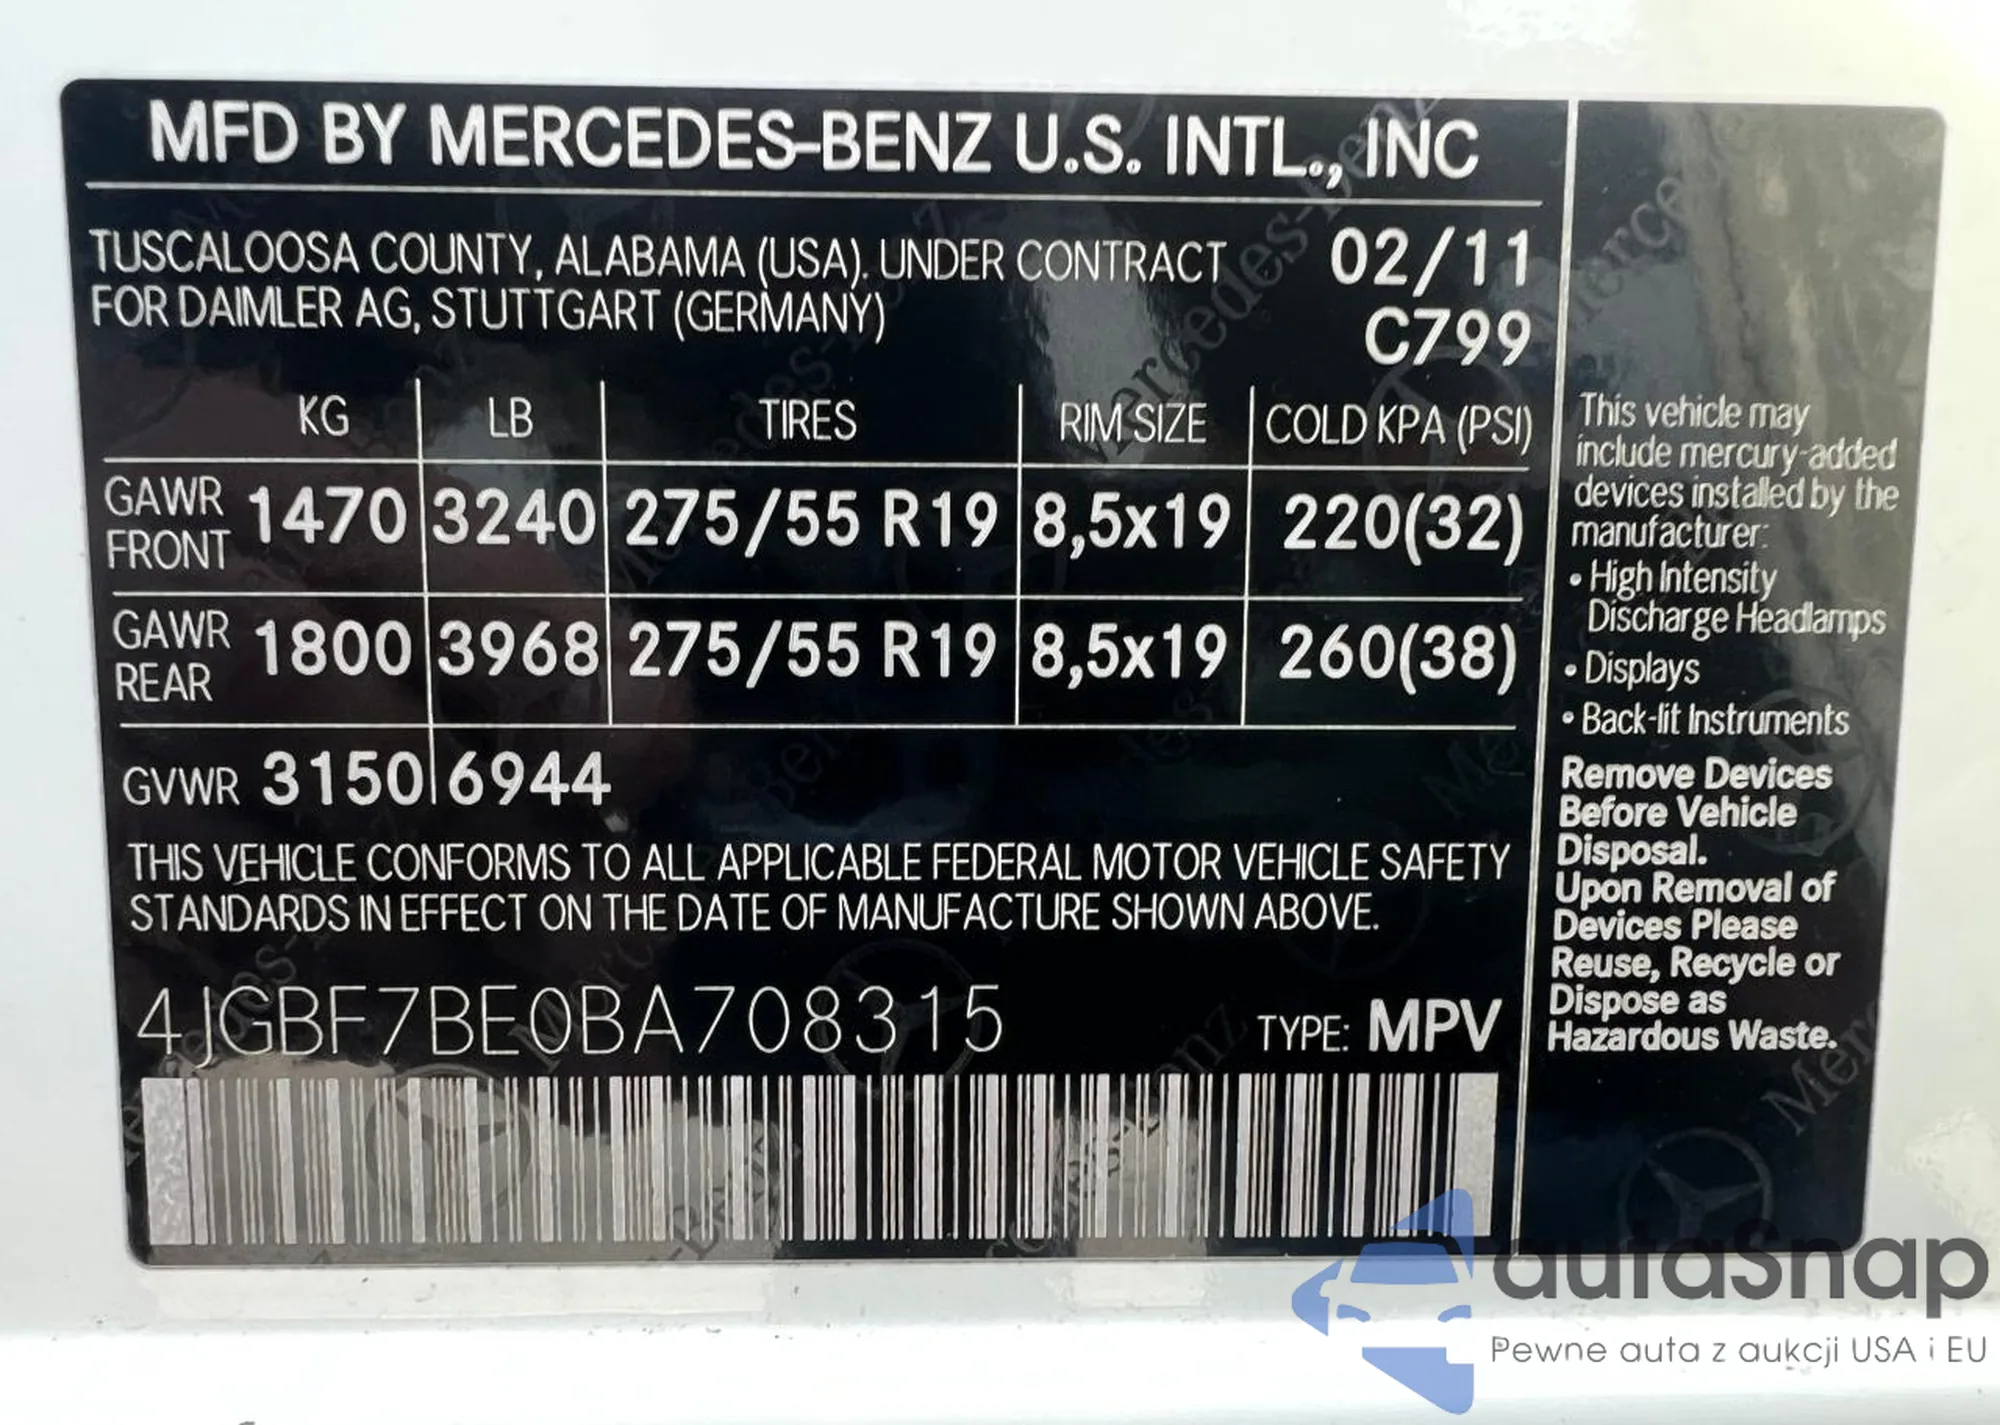 MFD BY MERCEDES-BENZ U.S. INTL., INC
TUSCALOOSA COUNTY, ALABAMA (USA). UNDER CONTRACT
FOR DAIMLER AG, STUTTGART (GERMANY)
02/11
C799
KG LB TIRES RIM SIZE COLD KPA (PSI)
GAWR FRONT 1470 3240 275/55 R19 8,5x19 220(32)
GAWR REAR 1800 3968 275/55 R19 8,5x19 260(38)
GVWR 3150 6944
THIS VEHICLE CONFORMS TO ALL APPLICABLE FEDERAL MOTOR VEHICLE SAFETY
STANDARDS IN EFFECT ON THE DATE OF MANUFACTURE SHOWN ABOVE.
4JGBF7BE0BA708315
TYPE: MPV
This vehicle may
include mercury-added
devices installed by the
manufacturer:
• High Intensity
Discharge Headlamps
• Displays
• Back-lit Instruments
Remove Devices
Before Vehicle
Disposal.
Upon Removal of
Devices Please
Reuse, Recycle or
Dispose as
Hazardous Waste.
autaSnap
Pewne auta z aukcji USA i EU